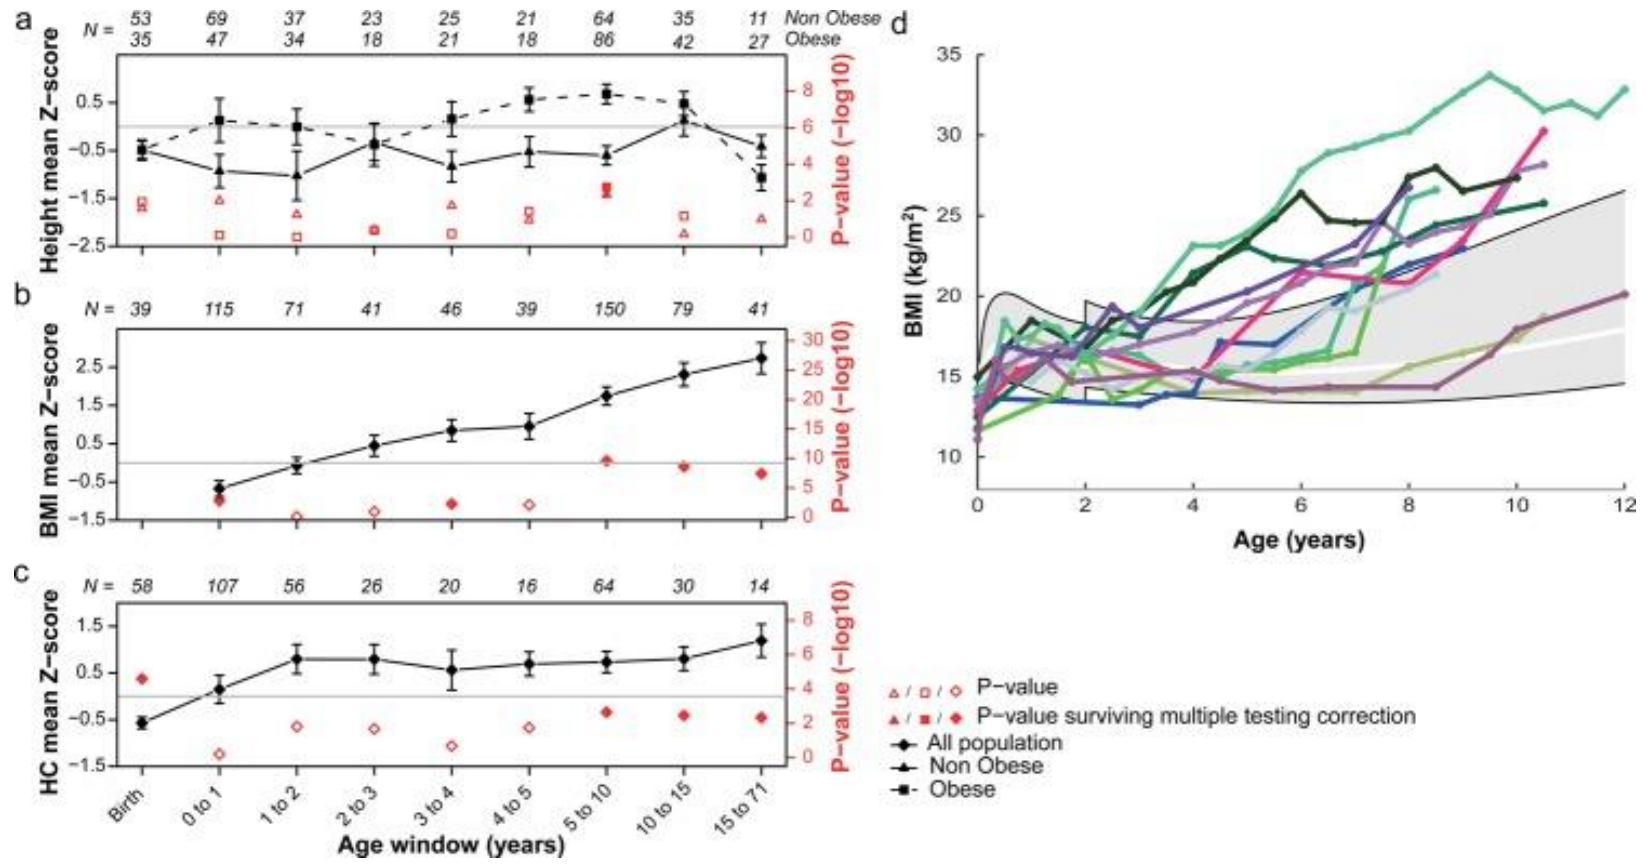 a
N =
53 69 37 23 25 21 64 35 11 Non Obese
35 47 34 18 21 18 86 42 27 Obese
Height mean Z−score
0.5
−0.5
−1.5
−2.5
8
6
4
2
0
P−value (−log10)
b
N = 39 115 71 41 46 39 150 79 41
BMI mean Z−score
2.5
1.5
0.5
−0.5
−1.5
30
25
20
15
10
5
0
P−value (−log10)
c
N = 58 107 56 26 20 16 64 30 14
HC mean Z−score
1.5
0.5
−0.5
−1.5
8
6
4
2
0
P−value (−log10)
Birth 0 to 1 1 to 2 2 to 3 3 to 4 4 to 5 5 to 10 10 to 15 15 to 71
Age window (years)
d
BMI (kg/m²)
35
30
25
20
15
10
0 2 4 6 8 10 12
Age (years)
/ / P−value
/ / P−value surviving multiple testing correction
All population
Non Obese
Obese